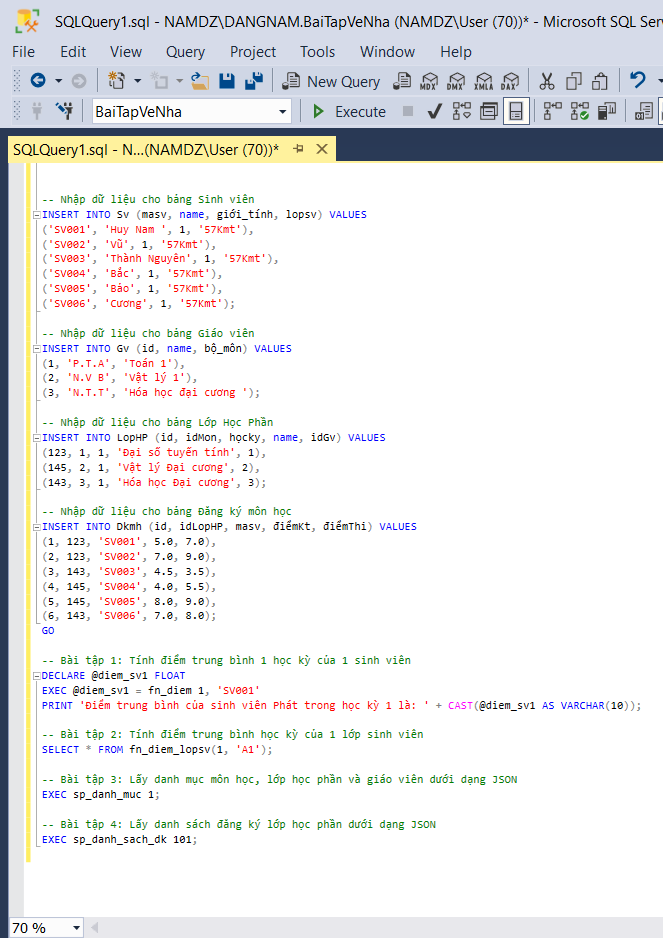 SQLQuery1.sql - NAMDZ\DANGNAM.BaiTapVeNha (NAMDZ\User (70))* - Microsoft SQL Ser
File Edit View Query Project Tools Window Help
New Query MDX DMX XMLA DAX
BaiTapVeNha Execute
SQLQuery1.sql - N...(NAMDZ\User (70))*
-- Nhập dữ liệu cho bảng Sinh viên
INSERT INTO Sv (masv, name, giới_tính, lopsv) VALUES
('SV001', 'Huy Nam ', 1, '57Kmt'),
('SV002', 'Vũ', 1, '57Kmt'),
('SV003', 'Thành Nguyên', 1, '57Kmt'),
('SV004', 'Bắc', 1, '57Kmt'),
('SV005', 'Bảo', 1, '57Kmt'),
('SV006', 'Cương', 1, '57Kmt');
-- Nhập dữ liệu cho bảng Giáo viên
INSERT INTO Gv (id, name, bộ_môn) VALUES
(1, 'P.T.A', 'Toán 1'),
(2, 'N.V B', 'Vật lý 1'),
(3, 'N.T.T', 'Hóa học đại cương ');
-- Nhập dữ liệu cho bảng Lớp Học Phần
INSERT INTO LopHP (id, idMon, họcky, name, idGv) VALUES
(123, 1, 1, 'Đại số tuyến tính', 1),
(145, 2, 1, 'Vật lý Đại cương', 2),
(143, 3, 1, 'Hóa học Đại cương', 3);
-- Nhập dữ liệu cho bảng Đăng ký môn học
INSERT INTO Dkmh (id, idLopHP, masv, điểmKt, điểmThi) VALUES
(1, 123, 'SV001', 5.0, 7.0),
(2, 123, 'SV002', 7.0, 9.0),
(3, 143, 'SV003', 4.5, 3.5),
(4, 145, 'SV004', 4.0, 5.5),
(5, 145, 'SV005', 8.0, 9.0),
(6, 143, 'SV006', 7.0, 8.0);
GO
-- Bài tập 1: Tính điểm trung bình 1 học kỳ của 1 sinh viên
DECLARE @diem_sv1 FLOAT
EXEC @diem_sv1 = fn_diem 1, 'SV001'
PRINT 'Điểm trung bình của sinh viên Phát trong học kỳ 1 là: ' + CAST(@diem_sv1 AS VARCHAR(10));
-- Bài tập 2: Tính điểm trung bình học kỳ của 1 lớp sinh viên
SELECT * FROM fn_diem_lopsv(1, 'A1');
-- Bài tập 3: Lấy danh mục môn học, lớp học phần và giáo viên dưới dạng JSON
EXEC sp_danh_muc 1;
-- Bài tập 4: Lấy danh sách đăng ký lớp học phần dưới dạng JSON
EXEC sp_danh_sach_dk 101;
70 %